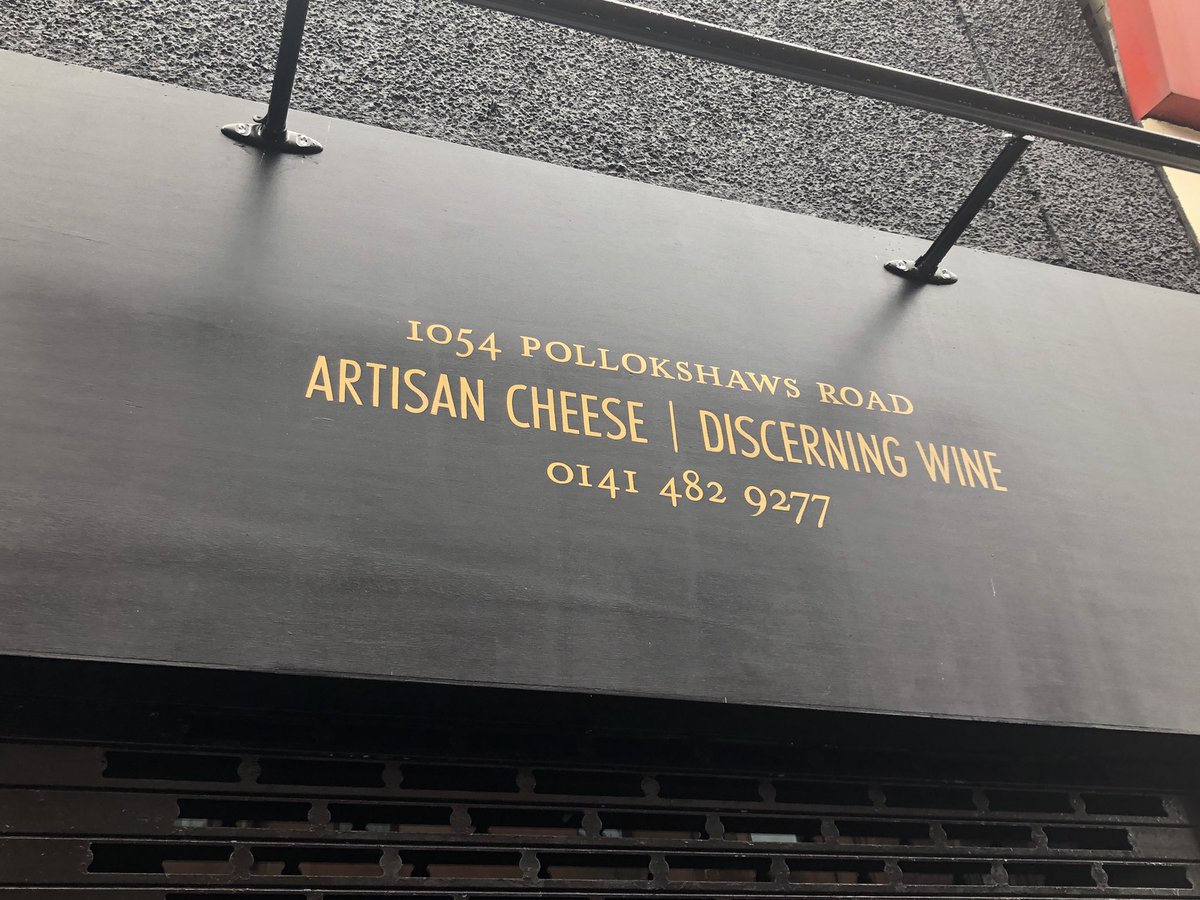 1054 POLLOKSHAWS ROAD
ARTISAN CHEESE | DISCERNING WINE
0141 482 9277